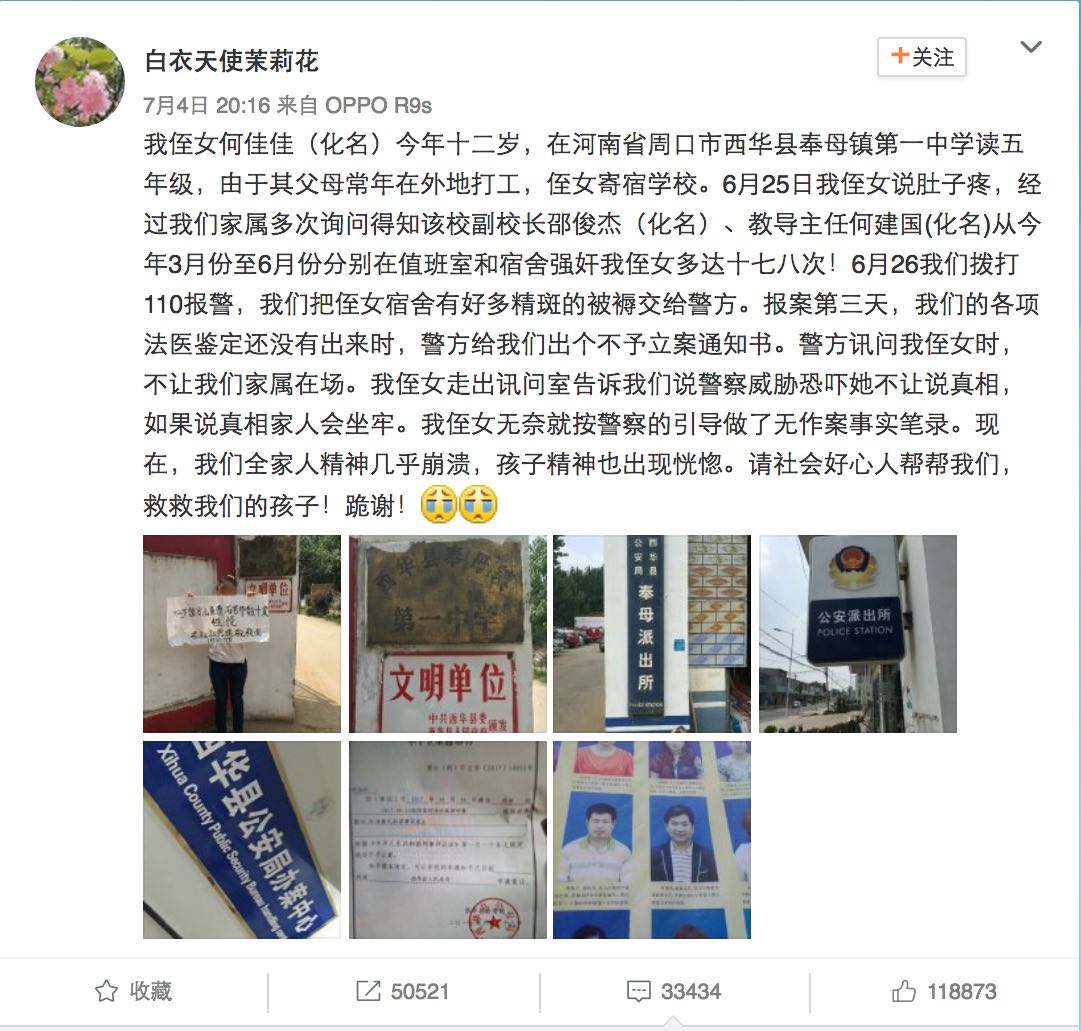 白衣天使茉莉花
+关注
7月4日 20:16 来自 OPPO R9s
我侄女何佳佳（化名）今年十二岁，在河南省周口市西华县奉母镇第一中学读五
年级，由于其父母常年在外地打工，侄女寄宿学校。6月25日我侄女说肚子疼，经
过我们家属多次询问得知该校副校长邵俊杰（化名）、教导主任何建国(化名)从今
年3月份至6月份分别在值班室和宿舍强奸我侄女多达十七八次！6月26我们拨打
110报警，我们把侄女宿舍有好多精斑的被褥交给警方。报案第三天，我们的各项
法医鉴定还没有出来时，警方给我们出个不予立案通知书。警方讯问我侄女时，
不让我们家属在场。我侄女走出讯问室告诉我们说警察威胁恐吓她不让说真相，
如果说真相家人会坐牢。我侄女无奈就按警察的引导做了无作案事实笔录。现
在，我们全家人精神几乎崩溃，孩子精神也出现恍惚。请社会好心人帮帮我们，
救救我们的孩子！跪谢！
文明单位
西华县奉母镇
第一中学
文明单位
中共西华县委
西华县人民政府
颁发
西华县
公安局
奉母派出所
POLICE STATION
公安派出所
POLICE STATION
西华县公安局办案中心
Xihua County Public Security Bureau handling
收藏
50521
33434
118873